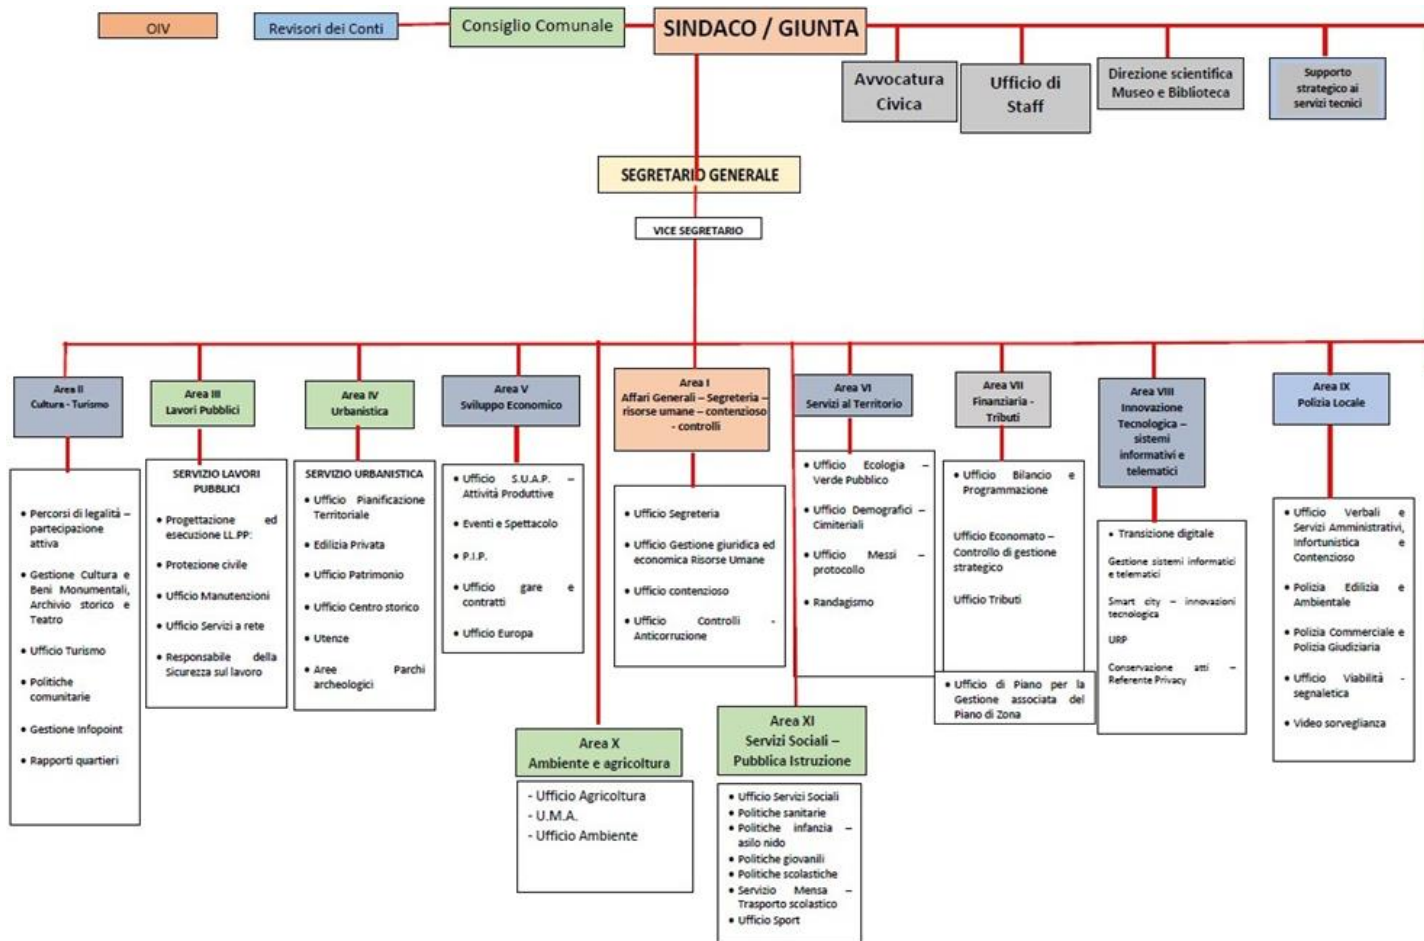 OIV
Revisori dei Conti
Consiglio Comunale
SINDACO / GIUNTA
Avvocatura
Civica
Ufficio di
Staff
Direzione scientifica
Museo e Biblioteca
Supporto
strategico ai
servizi tecnici
SEGRETARIO GENERALE
VICE SEGRETARIO
Area II
Cultura - Turismo
• Percorsi di legalità –
partecipazione
attiva
• Gestione Cultura e
Beni Monumentali,
Archivio storico e
Teatro
• Ufficio Turismo
• Politiche
comunitarie
• Gestione Infopoint
• Rapporti quartieri
Area III
Lavori Pubblici
SERVIZIO LAVORI
PUBBLICI
• Progettazione ed
esecuzione LL.PP:
• Protezione civile
• Ufficio Manutenzioni
• Ufficio Servizi a rete
• Responsabile della
Sicurezza sul lavoro
Area IV
Urbanistica
SERVIZIO URBANISTICA
• Ufficio Pianificazione
Territoriale
• Edilizia Privata
• Ufficio Patrimonio
• Ufficio Centro storico
• Utenze
• Aree Parchi
archeologici
Area V
Sviluppo Economico
• Ufficio S.U.A.P. –
Attività Produttive
• Eventi e Spettacolo
• P.I.P.
• Ufficio gare e
contratti
• Ufficio Europa
Area I
Affari Generali – Segreteria –
risorse umane – contenzioso
- controlli
• Ufficio Segreteria
• Ufficio Gestione giuridica ed
economica Risorse Umane
• Ufficio contenzioso
• Ufficio Controlli -
Anticorruzione
Area VI
Servizi al Territorio
• Ufficio Ecologia –
Verde Pubblico
• Ufficio Demografici –
Cimiteriali
• Ufficio Messi –
protocollo
• Randagismo
Area VII
Finanziaria -
Tributi
• Ufficio Bilancio e
Programmazione
Ufficio Economato –
Controllo di gestione
strategico
Ufficio Tributi
• Ufficio di Piano per la
Gestione associata del
Piano di Zona
Area VIII
Innovazione
Tecnologica –
sistemi
informativi e
telematici
• Transizione digitale
Gestione sistemi informatici
e telematici
Smart city – innovazioni
tecnologica
URP
Conservazione atti –
Referente Privacy
Area IX
Polizia Locale
• Ufficio Verbali e
Servizi Amministrativi,
Infortunistica e
Contenzioso
• Polizia Edilizia e
Ambientale
• Polizia Commerciale e
Polizia Giudiziaria
• Ufficio Viabilità -
segnaletica
• Video sorveglianza
Area X
Ambiente e agricoltura
- Ufficio Agricoltura
- U.M.A.
- Ufficio Ambiente
Area XI
Servizi Sociali –
Pubblica Istruzione
• Ufficio Servizi Sociali
• Politiche sanitarie
• Politiche infanzia –
asilo nido
• Politiche giovanili
• Politiche scolastiche
• Servizio Mensa –
Trasporto scolastico
• Ufficio Sport